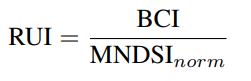 RUI = BCI / MNDSI_norm